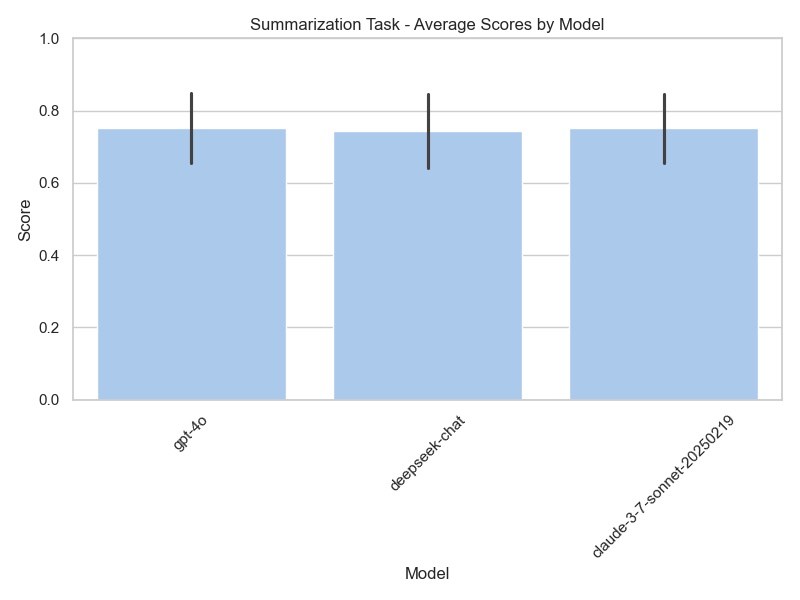 Summarization Task - Average Scores by Model
1.0
0.8
0.6
0.4
0.2
0.0
Score
gpt-4o
deepseek-chat
claude-3-7-sonnet-20250219
Model